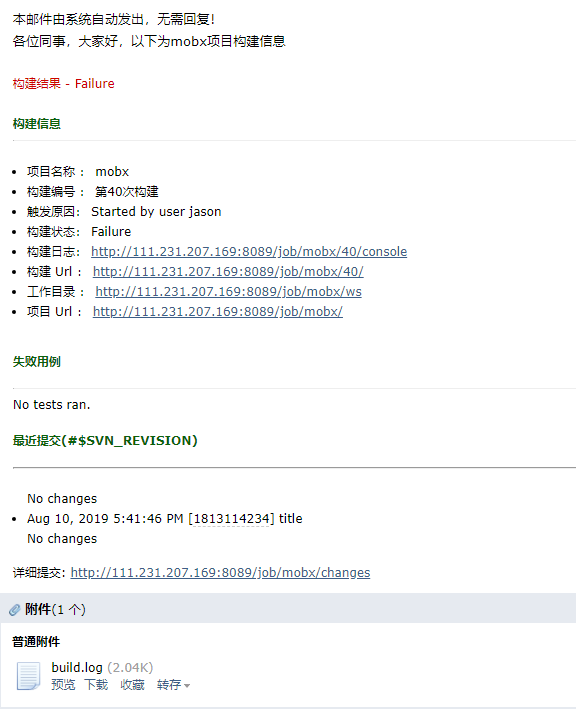 本邮件由系统自动发出，无需回复！
各位同事，大家好，以下为mobx项目构建信息
构建结果 - Failure
构建信息
项目名称 ： mobx
构建编号 ： 第40次构建
触发原因： Started by user jason
构建状态： Failure
构建日志： http://111.231.207.169:8089/job/mobx/40/console
构建 Url ： http://111.231.207.169:8089/job/mobx/40/
工作目录 ： http://111.231.207.169:8089/job/mobx/ws
项目 Url ： http://111.231.207.169:8089/job/mobx/
失败用例
No tests ran.
最近提交(#$SVN_REVISION)
No changes
Aug 10, 2019 5:41:46 PM [1813114234] title
No changes
详细提交: http://111.231.207.169:8089/job/mobx/changes
附件(1 个)
普通附件
build.log (2.04K)
预览 下载 收藏 转存